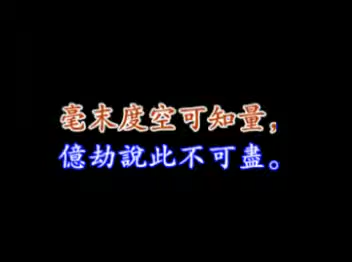 毫末度空可知量，
億劫說此不可盡。